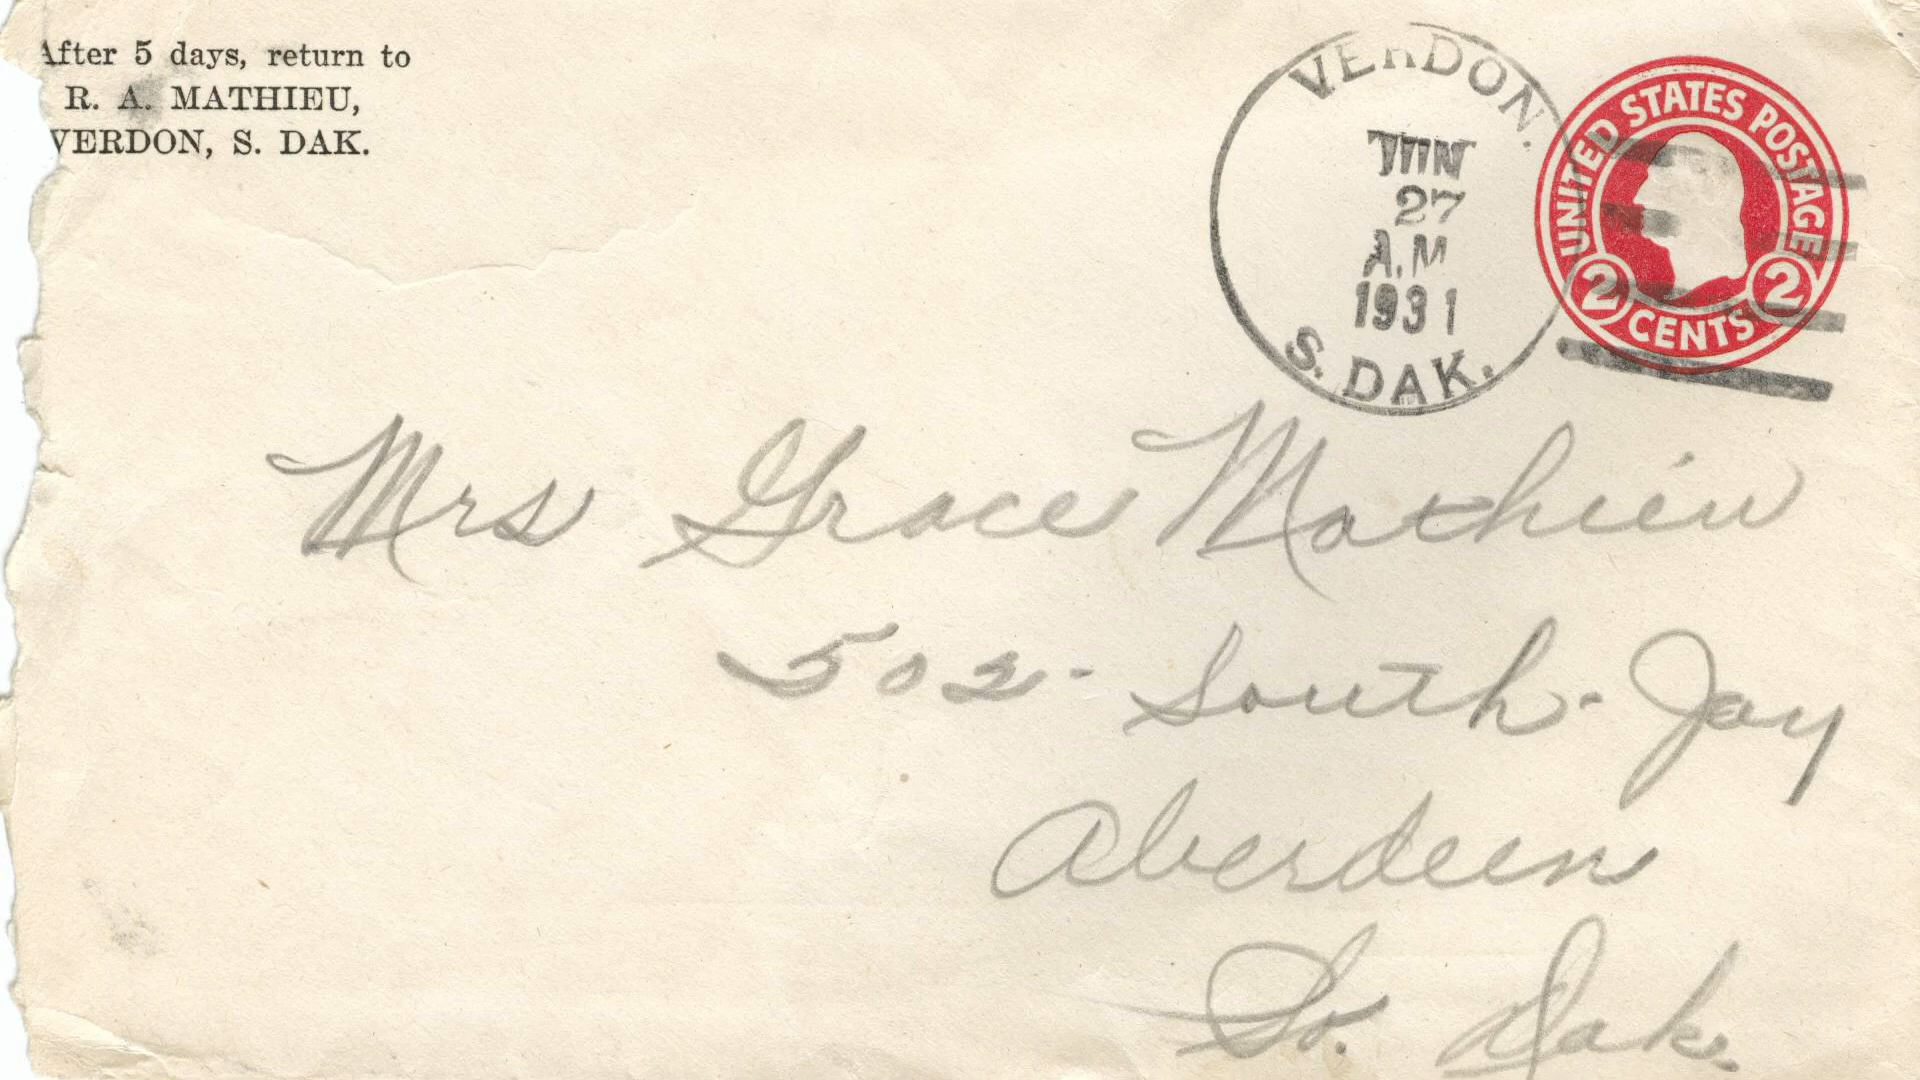 After 5 days, return to
R. A. MATHIEU,
VERDON, S. DAK.
VERDON.
JUN
27
A.M
1931
S. DAK.
UNITED STATES POSTAGE
2 CENTS 2
Mrs Grace Mathieu
502 - South - Jay
Aberdeen
So. Dak.